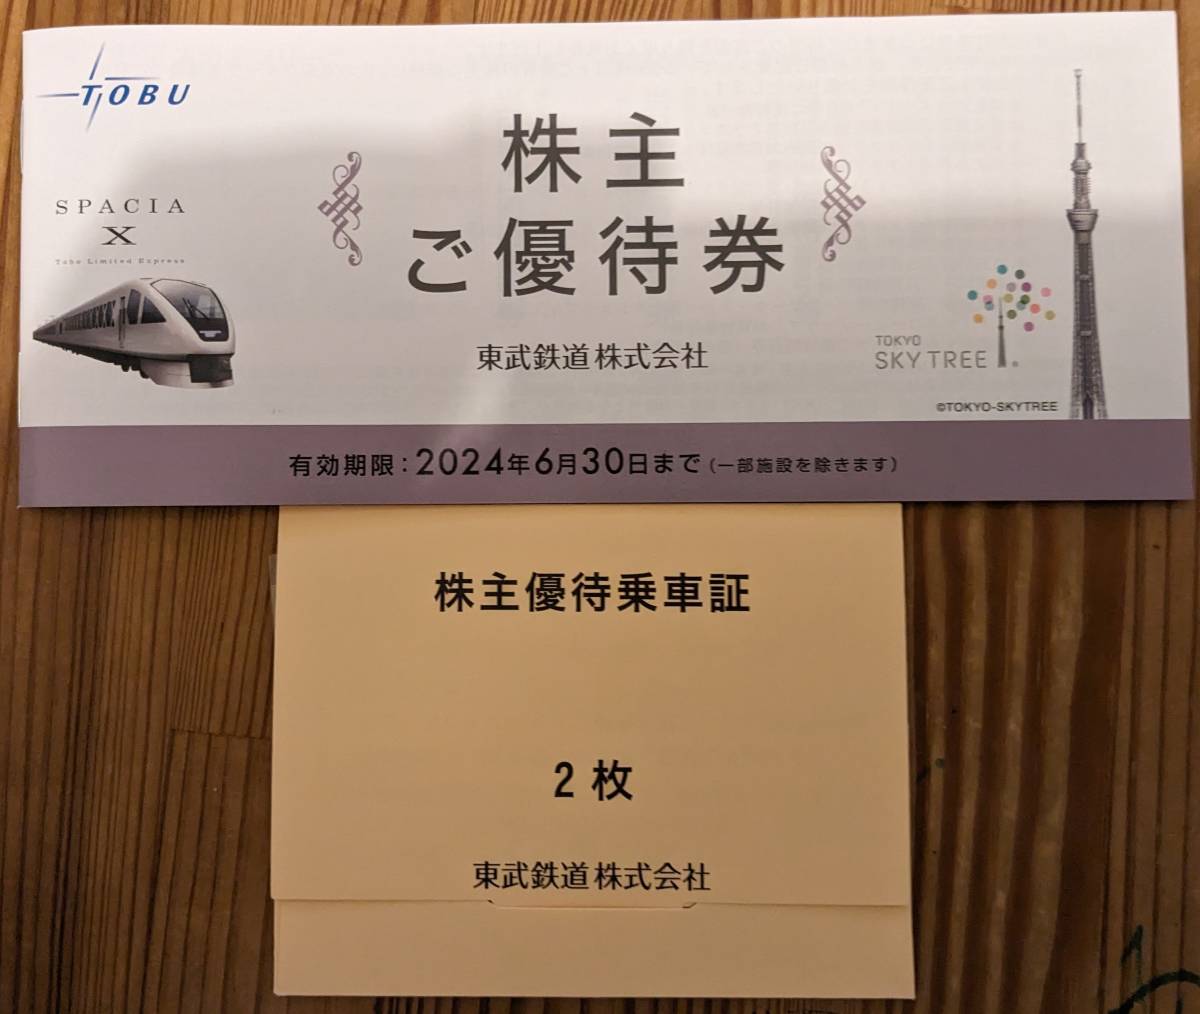 TOBU
SPACIA
X
Tobu Limited Express
株主
ご優待券
東武鉄道株式会社
TOKYO
SKYTREE
©TOKYO-SKYTREE
有効期限：2024年6月30日まで（一部施設を除きます）
株主優待乗車証
2枚
東武鉄道株式会社